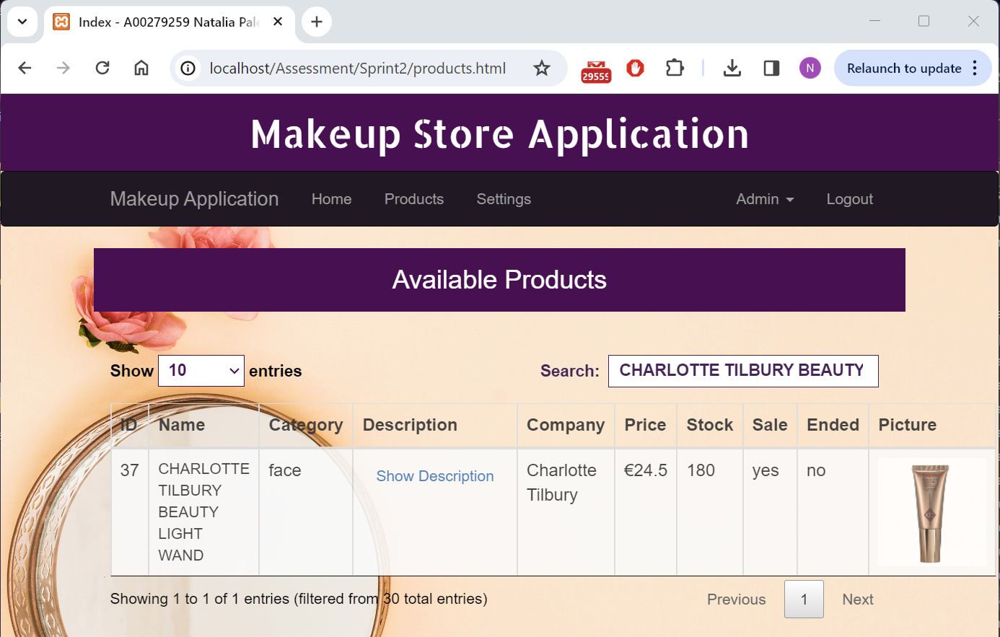 Index - A00279259 Natalia Pale
localhost/Assessment/Sprint2/products.html
29559
N
Relaunch to update
Makeup Store Application
Makeup Application Home Products Settings Admin Logout
Available Products
Show 10 entries Search: CHARLOTTE TILBURY BEAUTY
ID Name Category Description Company Price Stock Sale Ended Picture
37 CHARLOTTE face Show Description Charlotte €24.5 180 yes no
TILBURY Tilbury
BEAUTY
LIGHT
WAND
Showing 1 to 1 of 1 entries (filtered from 30 total entries) Previous 1 Next